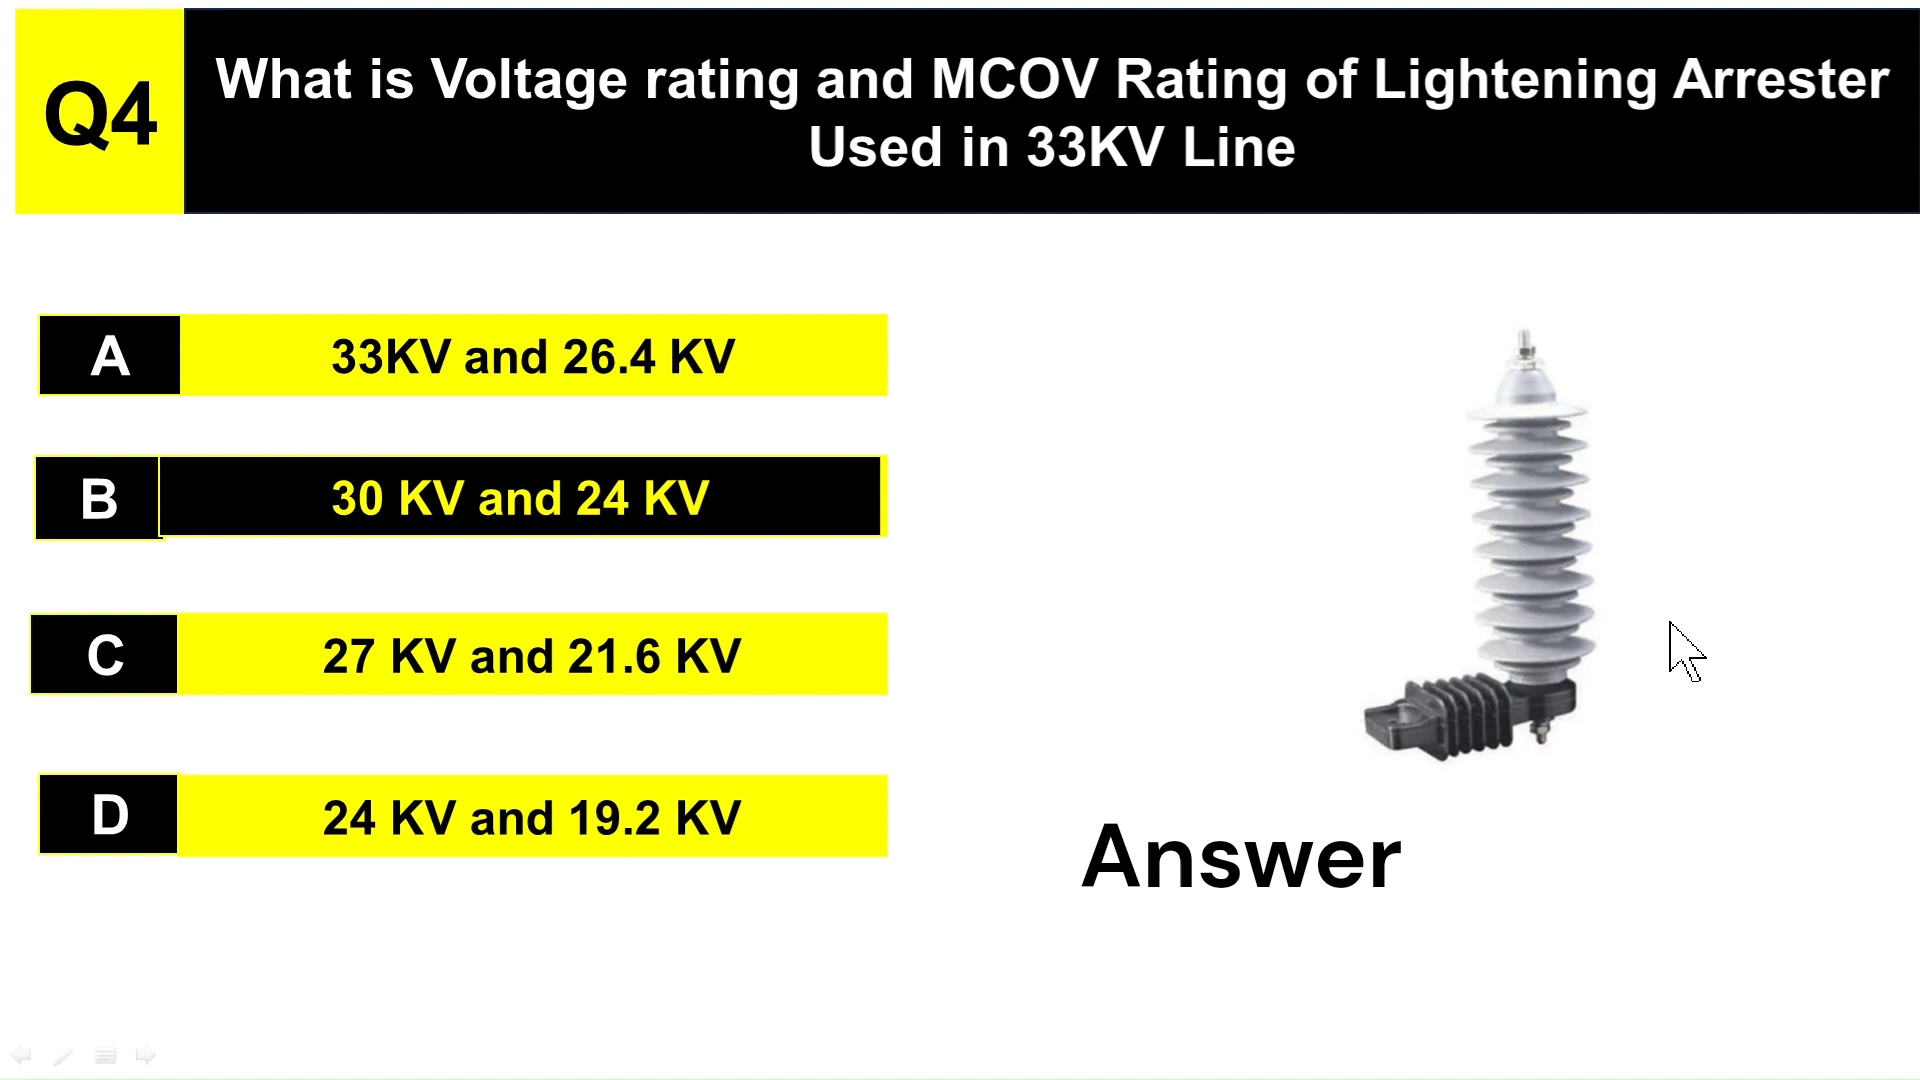 Q4
What is Voltage rating and MCOV Rating of Lightening Arrester
Used in 33KV Line
A
33KV and 26.4 KV
B
30 KV and 24 KV
C
27 KV and 21.6 KV
D
24 KV and 19.2 KV
Answer